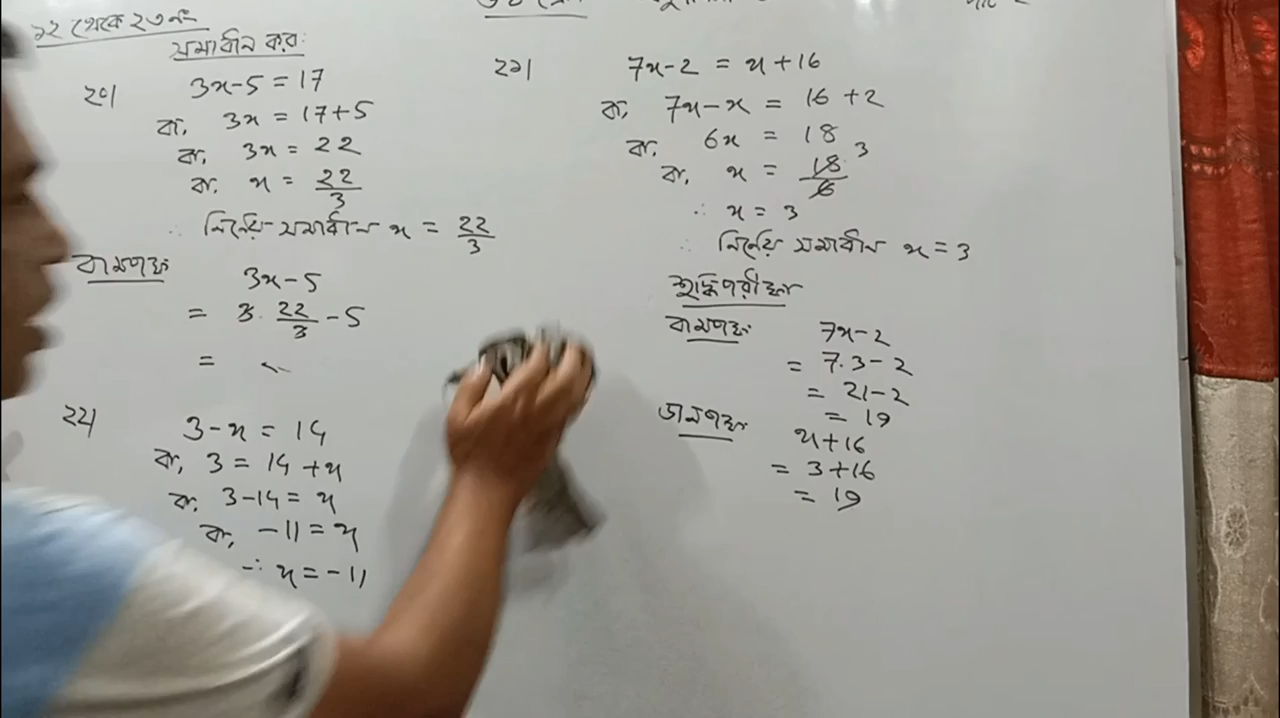 ১২ থেকে ২৩ নং
সমাধান কর:
২০। 3x-5 = 17
বা, 3x = 17+5
বা, 3x = 22
বা, x = 22/3
∴ নির্ণেয় সমাধান x = 22/3
বামপক্ষ 3x-5
= 3. 22/3 - 5
=
২২। 3-x = 14
বা, 3 = 14+x
বা, 3-14 = x
বা, -11 = x
∴ x = -11
২১। 7x-2 = x+16
বা, 7x-x = 16+2
বা, 6x = 18
বা, x = 18/6 3
∴ x = 3
∴ নির্ণেয় সমাধান x = 3
শুদ্ধিপরীক্ষা
বামপক্ষ 7x-2
= 7.3-2
= 21-2
= 19
ডানপক্ষ x+16
= 3+16
= 19